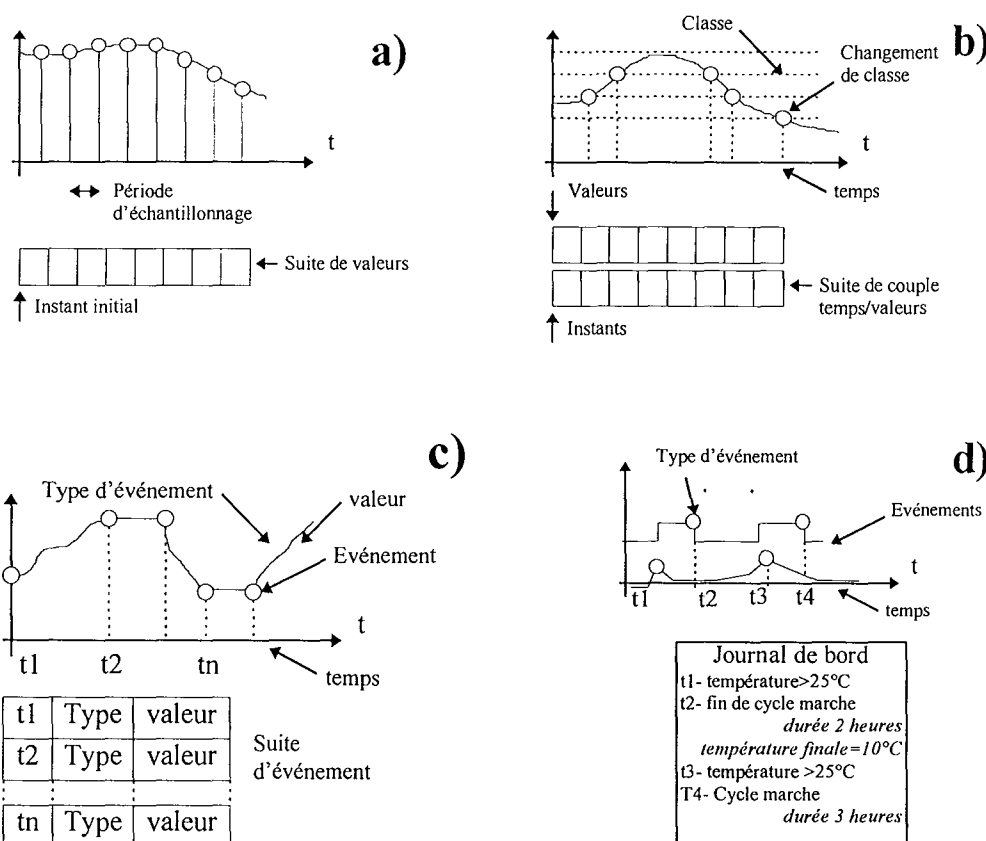 a)
t
Période
d'échantillonnage
Suite de valeurs
Instant initial
Classe
b)
Changement
de classe
t
temps
Valeurs
Suite de couple
temps/valeurs
Instants
c)
Type d'événement
valeur
Evénement
t
t1 t2 tn
temps
t1 Type valeur
t2 Type valeur
tn Type valeur
Suite
d'événement
d)
Type d'événement
Evénements
t
t1 t2 t3 t4
temps
Journal de bord
t1- température>25°C
t2- fin de cycle marche
durée 2 heures
température finale=10°C
t3- température >25°C
T4- Cycle marche
durée 3 heures